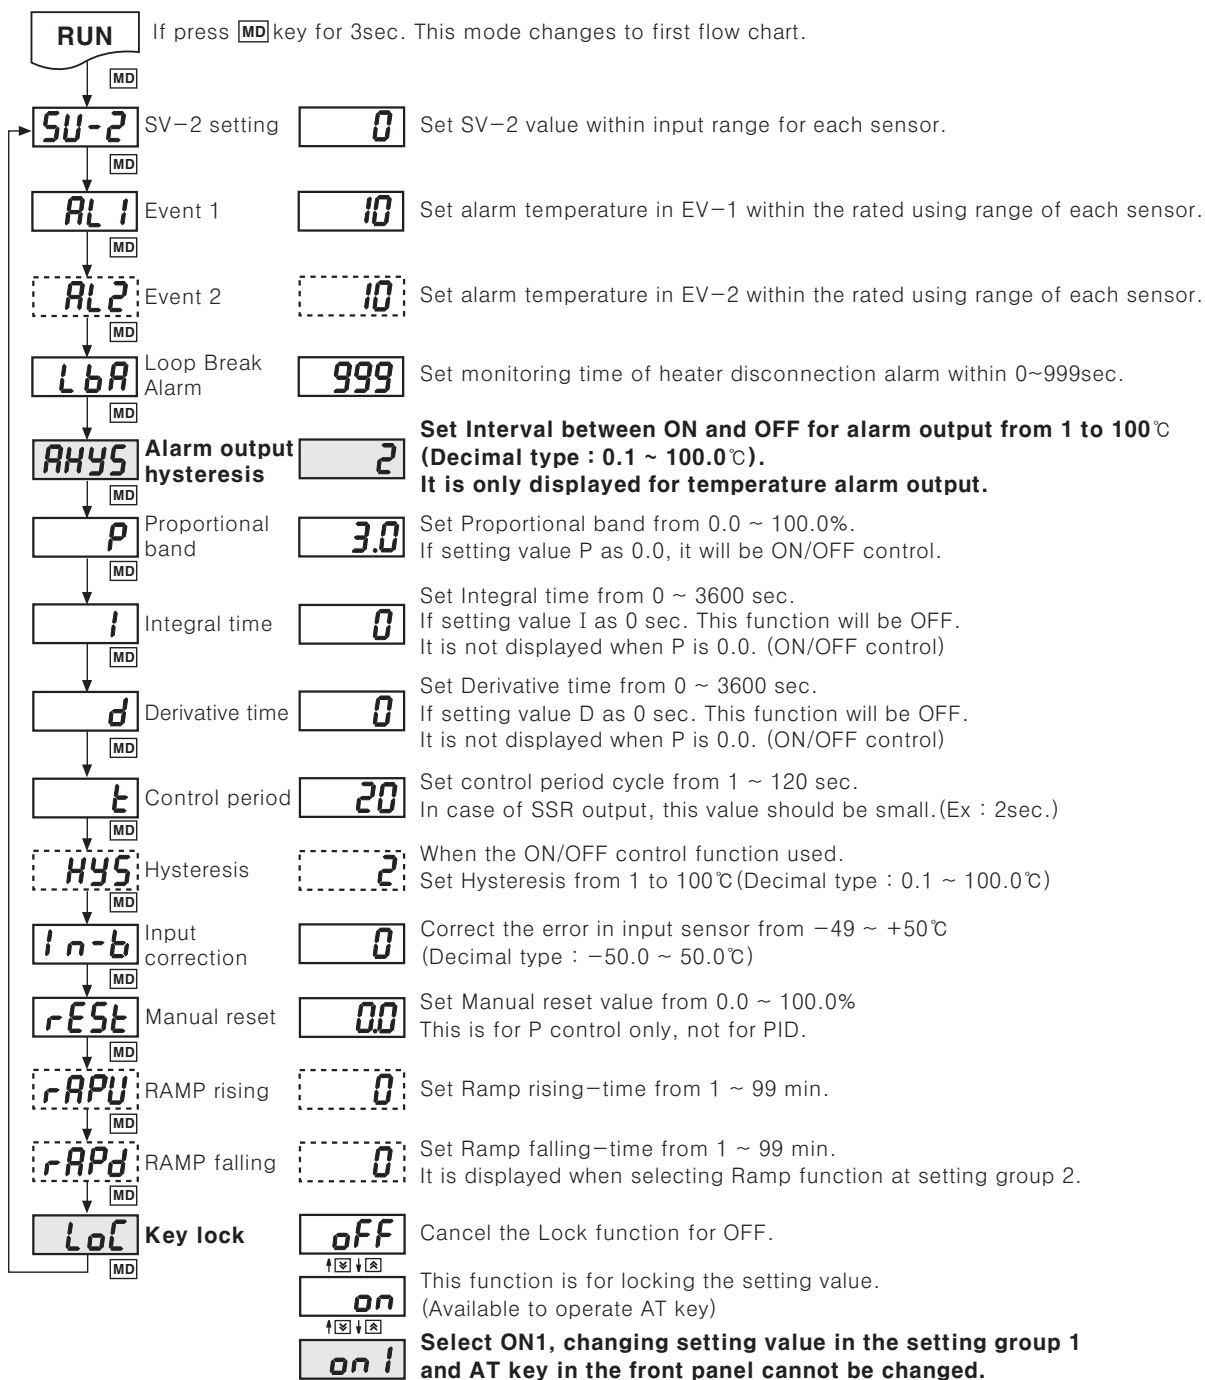 RUN If press MD key for 3sec. This mode changes to first flow chart.
MD
SU-2 SV-2 setting 0 Set SV-2 value within input range for each sensor.
MD
AL 1 Event 1 10 Set alarm temperature in EV-1 within the rated using range of each sensor.
MD
AL2 Event 2 10 Set alarm temperature in EV-2 within the rated using range of each sensor.
MD
LbA Loop Break
Alarm 999 Set monitoring time of heater disconnection alarm within 0~999sec.
MD
AHYS Alarm output
hysteresis 2 Set Interval between ON and OFF for alarm output from 1 to 100℃
(Decimal type : 0.1 ~ 100.0℃).
It is only displayed for temperature alarm output.
MD
P Proportional
band 3.0 Set Proportional band from 0.0 ~ 100.0%.
If setting value P as 0.0, it will be ON/OFF control.
MD
I Integral time 0 Set Integral time from 0 ~ 3600 sec.
If setting value I as 0 sec. This function will be OFF.
It is not displayed when P is 0.0. (ON/OFF control)
MD
d Derivative time 0 Set Derivative time from 0 ~ 3600 sec.
If setting value D as 0 sec. This function will be OFF.
It is not displayed when P is 0.0. (ON/OFF control)
MD
t Control period 20 Set control period cycle from 1 ~ 120 sec.
In case of SSR output, this value should be small.(Ex : 2sec.)
MD
HYS Hysteresis 2 When the ON/OFF control function used.
Set Hysteresis from 1 to 100℃(Decimal type : 0.1 ~ 100.0℃)
MD
In-b Input
correction 0 Correct the error in input sensor from -49 ~ +50℃
(Decimal type : -50.0 ~ 50.0℃)
MD
rESt Manual reset 0.0 Set Manual reset value from 0.0 ~ 100.0%
This is for P control only, not for PID.
MD
rAPU RAMP rising 0 Set Ramp rising-time from 1 ~ 99 min.
MD
rAPd RAMP falling 0 Set Ramp falling-time from 1 ~ 99 min.
It is displayed when selecting Ramp function at setting group 2.
MD
LoC Key lock oFF Cancel the Lock function for OFF.
MD
on This function is for locking the setting value.
(Available to operate AT key)
on1 Select ON1, changing setting value in the setting group 1
and AT key in the front panel cannot be changed.